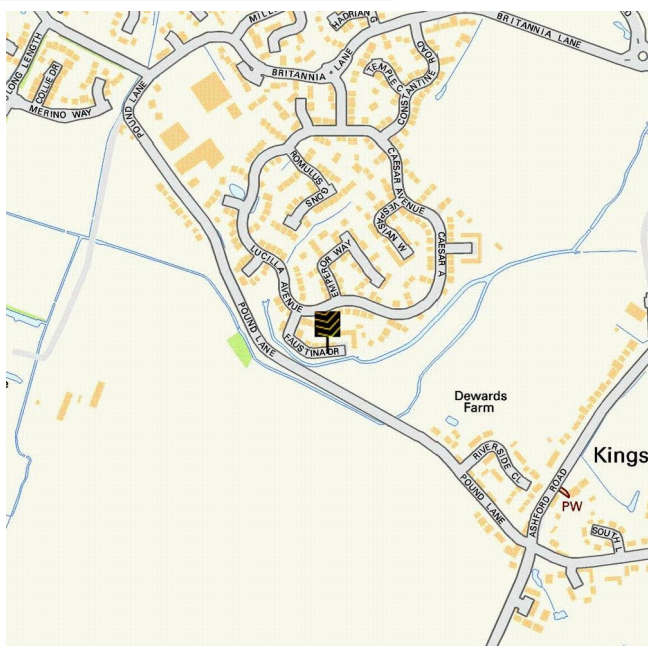 MILL
HADRIAN G
BRITANNIA LANE
LONG LENGTH
COLLIE DR
MERINO WAY
POUND LANE
BRITANNIA LANE
TEMPLE C
CONSTANTINE
ROAD
ROMULUS
GDNS
CAESAR AVENUE
VESPASIAN W
CAESAR A
EMPEROR WAY
LUCILLA AVENUE
FAUSTINA DR
POUND LANE
Dewards
Farm
RIVERSIDE CL
POUND LANE
ASHFORD ROAD
Kings
PW
SOUTH L